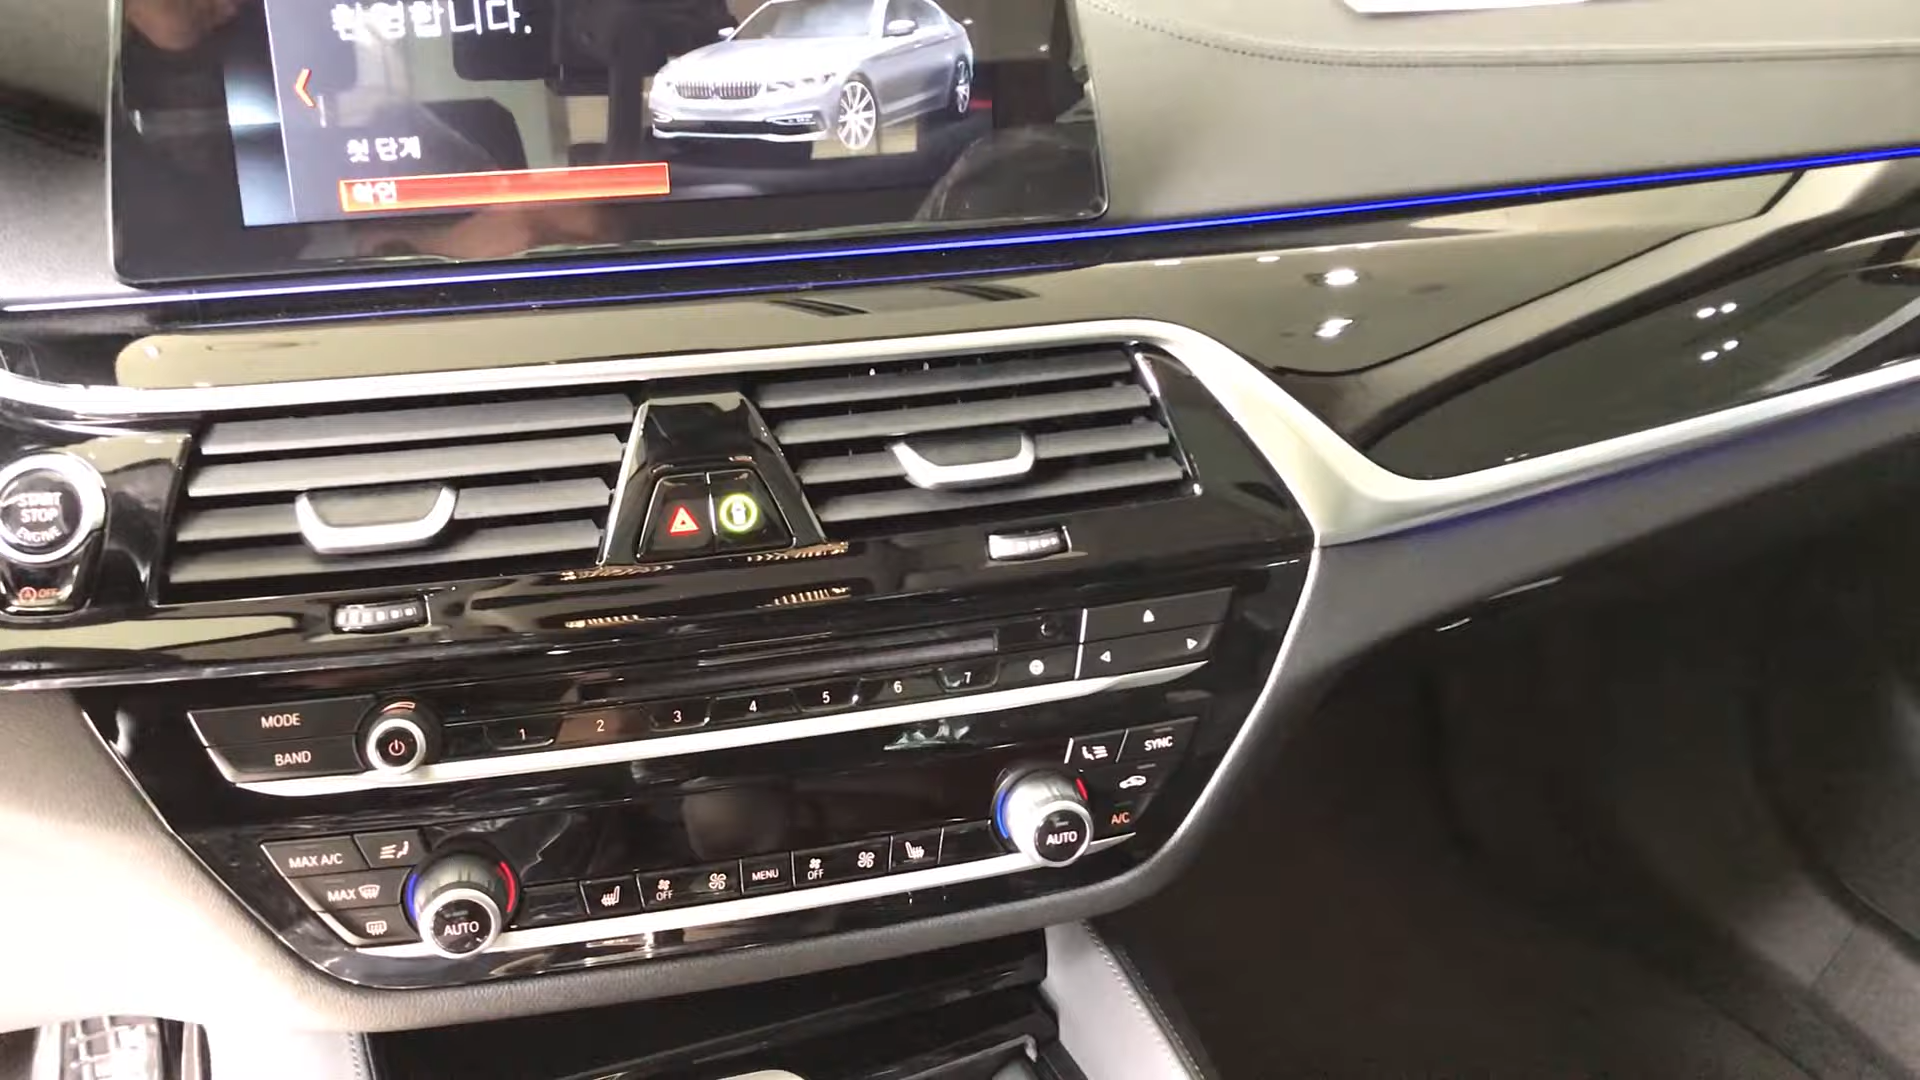 환영합니다.
첫 단계
확인
START
STOP
ENGINE
A OFF
MODE
BAND
1 2 3 4 5 6 7
SYNC
A/C
AUTO
MAX A/C
MAX
AUTO
OFF
MENU
OFF